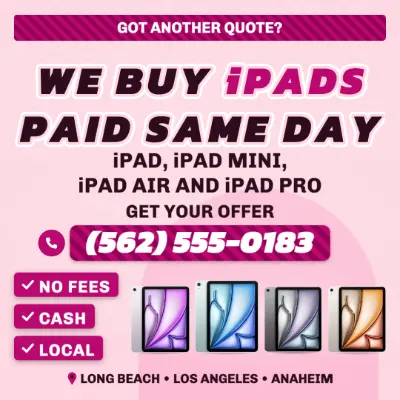 GOT ANOTHER QUOTE?
WE BUY iPADS
PAID SAME DAY
iPAD, iPAD MINI,
iPAD AIR AND iPAD PRO
GET YOUR OFFER
(562) 555-0183
NO FEES
CASH
LOCAL
LONG BEACH • LOS ANGELES • ANAHEIM